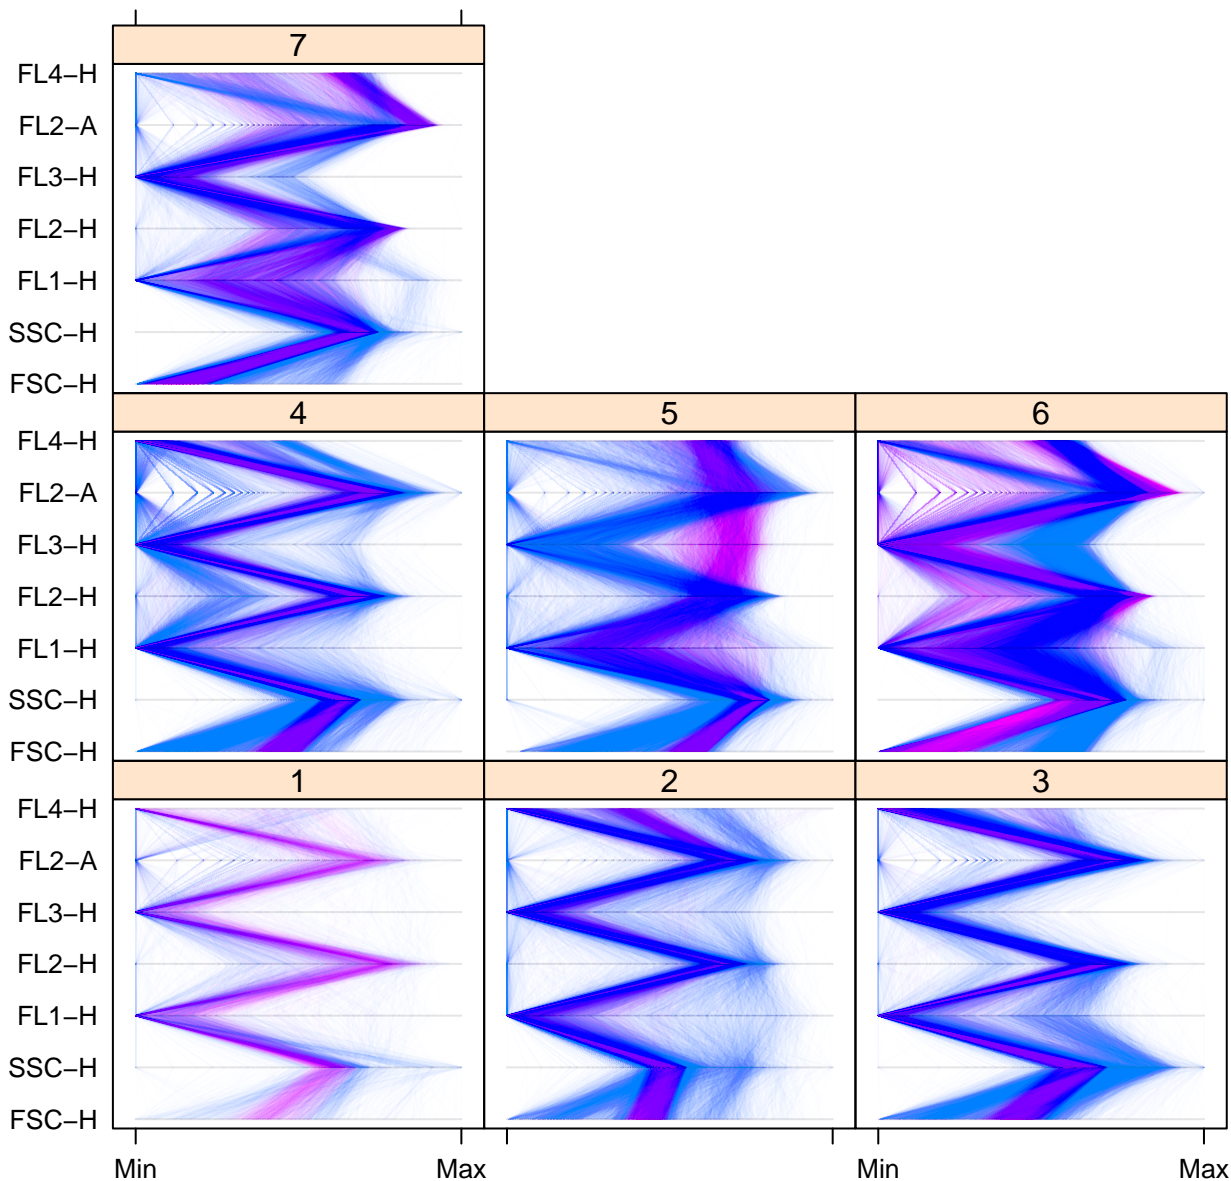 7
FL4–H
FL2–A
FL3–H
FL2–H
FL1–H
SSC–H
FSC–H
4 5 6
FL4–H
FL2–A
FL3–H
FL2–H
FL1–H
SSC–H
FSC–H
1 2 3
FL4–H
FL2–A
FL3–H
FL2–H
FL1–H
SSC–H
FSC–H
Min Max Min Max